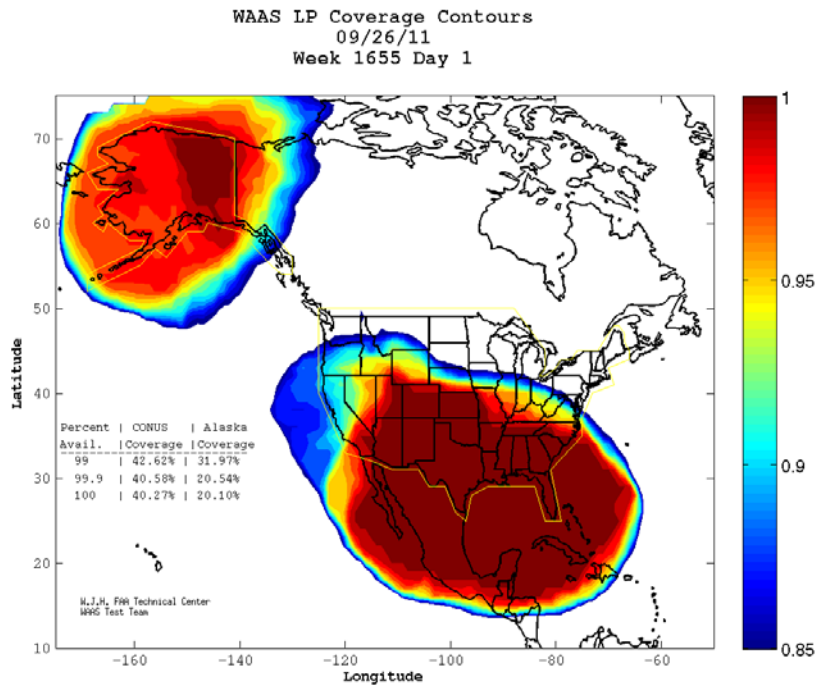 WAAS LP Coverage Contours
09/26/11
Week 1655 Day 1
70
60
50
40
30
20
10
Latitude
-160
-140
-120
-100
-80
-60
Longitude
1
0.95
0.9
0.85
Percent | CONUS | Alaska
Avail. |Coverage |Coverage
99 | 42.62% | 31.97%
99.9 | 40.58% | 20.54%
100 | 40.27% | 20.10%
W.J.H. FAA Technical Center
WAAS Test Team